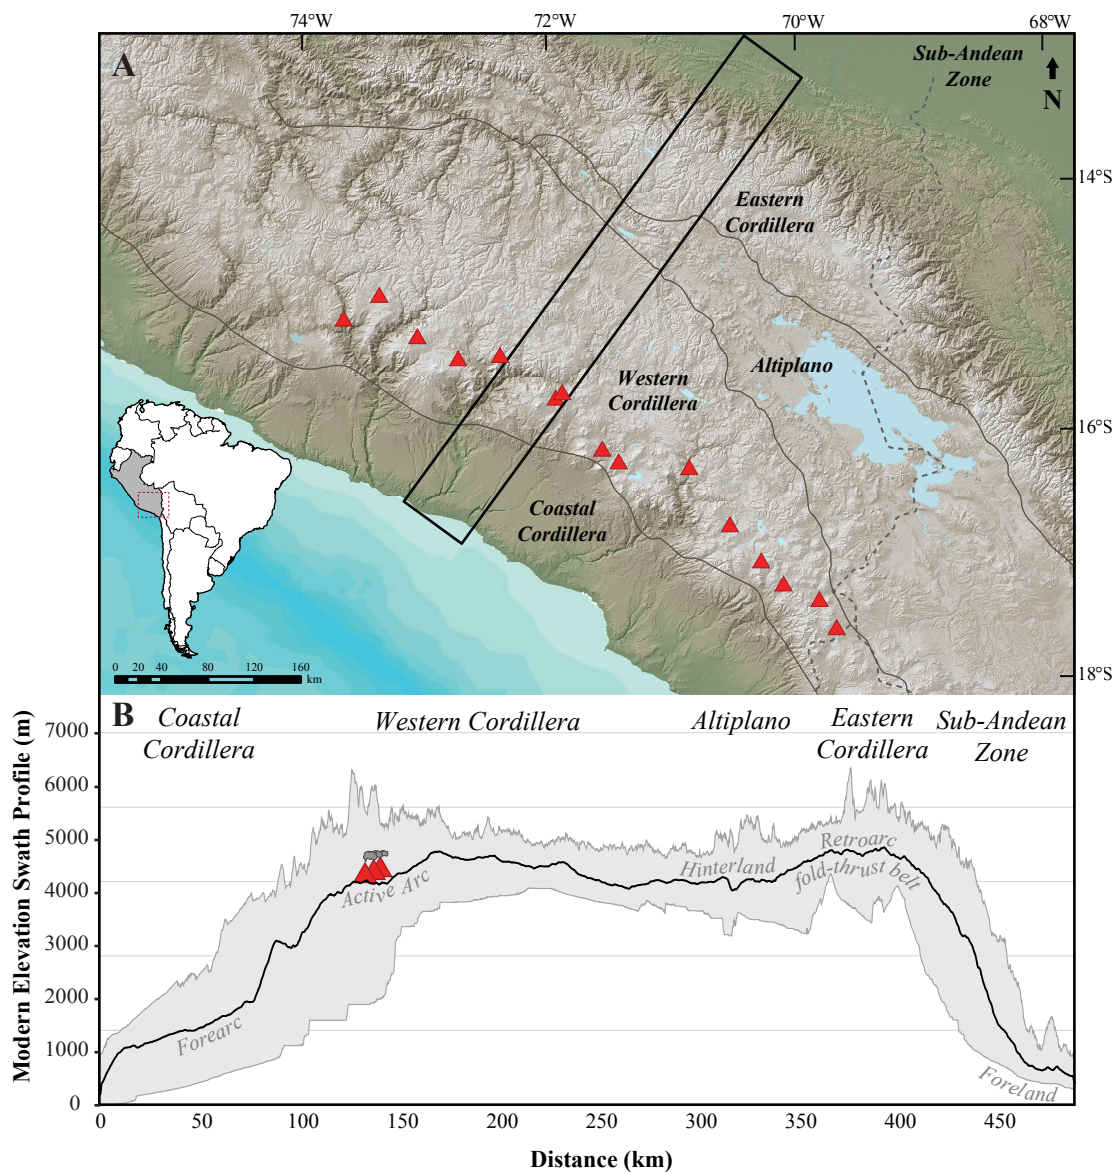 74°W
72°W
70°W
68°W
A
Sub-Andean
Zone
N
14°S
Eastern
Cordillera
Altiplano
Western
Cordillera
16°S
Coastal
Cordillera
0 20 40 80 120 160
km
18°S
B
Coastal
Cordillera
Western Cordillera
Altiplano
Eastern
Cordillera
Sub-Andean
Zone
Modern Elevation Swath Profile (m)
7000
6000
5000
4000
3000
2000
1000
0
Forearc
Active Arc
Hinterland
Retroarc
fold-thrust belt
Foreland
0 50 100 150 200 250 300 350 400 450
Distance (km)